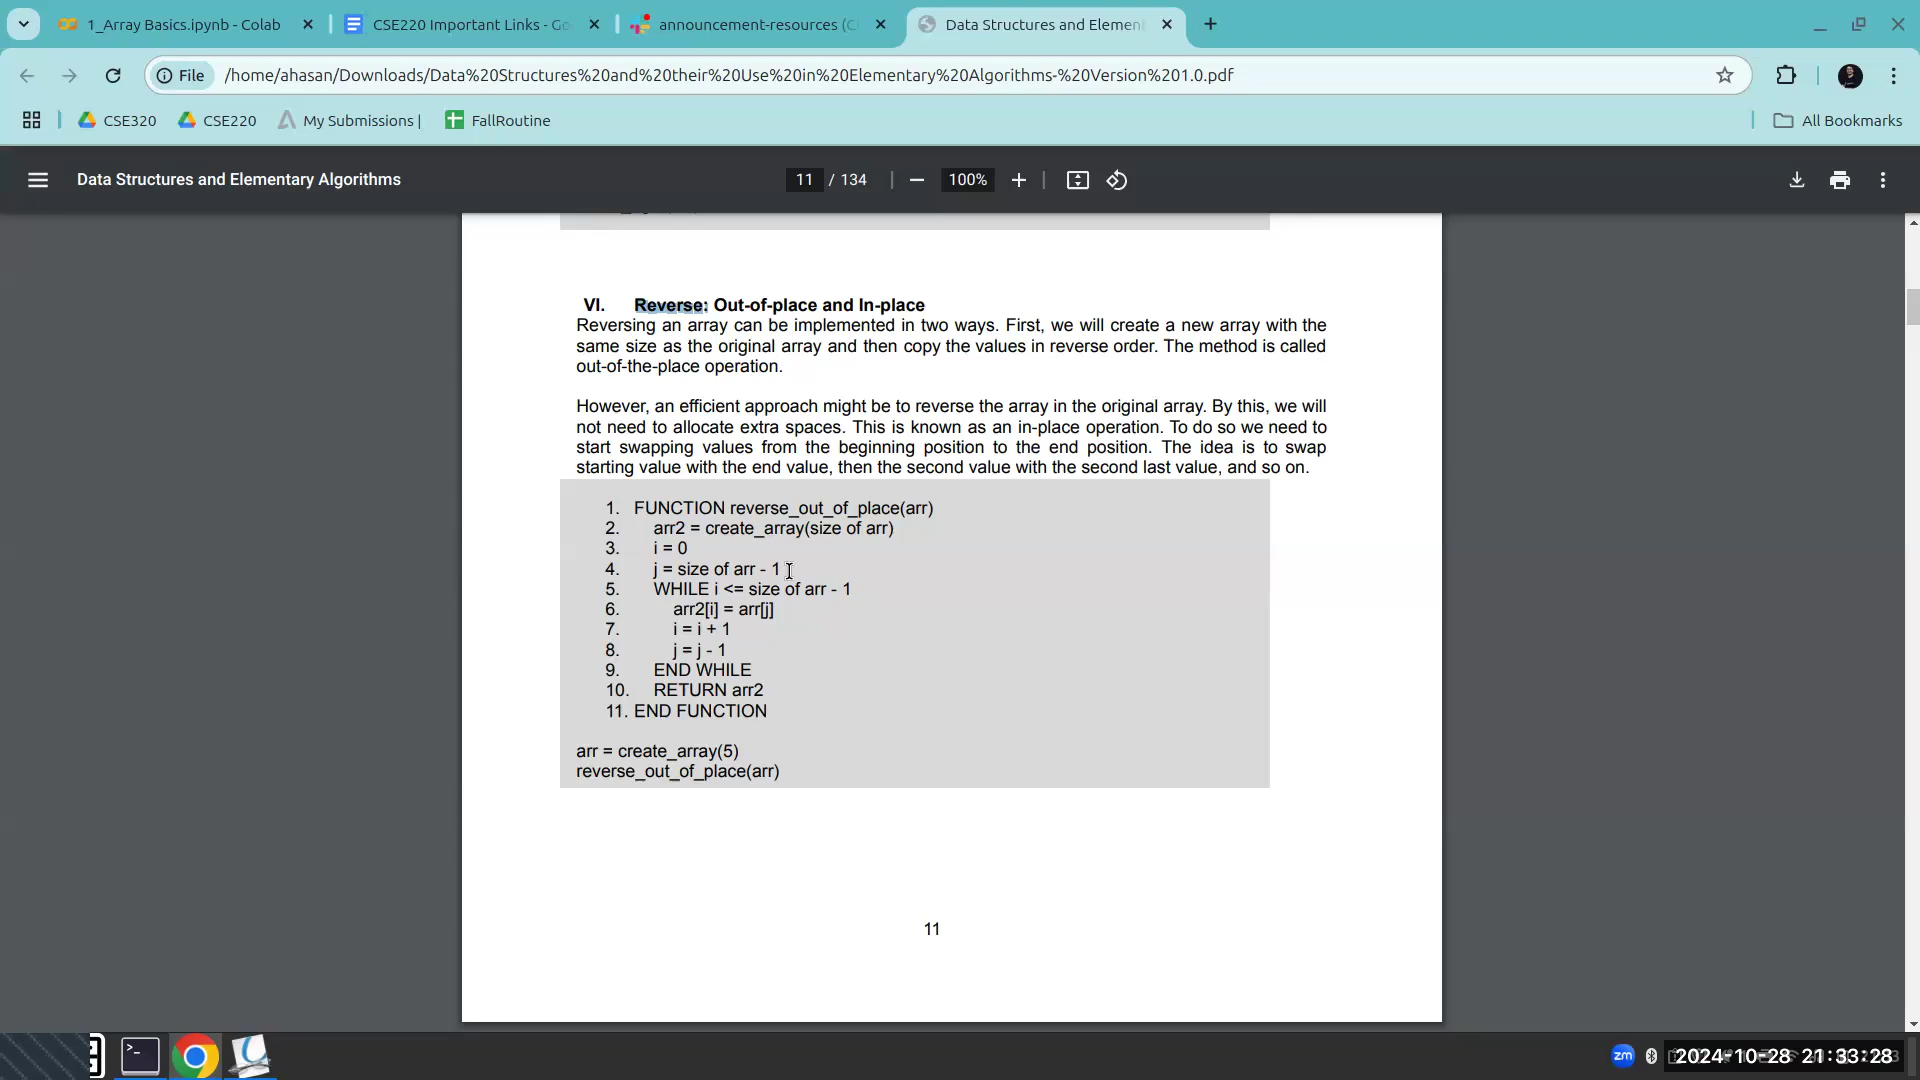 1_Array Basics.ipynb - Colab
CSE220 Important Links - Go
announcement-resources (C
Data Structures and Elemen
File
/home/ahasan/Downloads/Data%20Structures%20and%20their%20Use%20in%20Elementary%20Algorithms-%20Version%201.0.pdf
CSE320
CSE220
My Submissions |
FallRoutine
All Bookmarks
Data Structures and Elementary Algorithms
11 / 134
100%
VI. Reverse: Out-of-place and In-place
Reversing an array can be implemented in two ways. First, we will create a new array with the
same size as the original array and then copy the values in reverse order. The method is called
out-of-the-place operation.
However, an efficient approach might be to reverse the array in the original array. By this, we will
not need to allocate extra spaces. This is known as an in-place operation. To do so we need to
start swapping values from the beginning position to the end position. The idea is to swap
starting value with the end value, then the second value with the second last value, and so on.
1. FUNCTION reverse_out_of_place(arr)
2. arr2 = create_array(size of arr)
3. i = 0
4. j = size of arr - 1
5. WHILE i <= size of arr - 1
6. arr2[i] = arr[j]
7. i = i + 1
8. j = j - 1
9. END WHILE
10. RETURN arr2
11. END FUNCTION
arr = create_array(5)
reverse_out_of_place(arr)
11
zm
2024-10-28 21:33:28